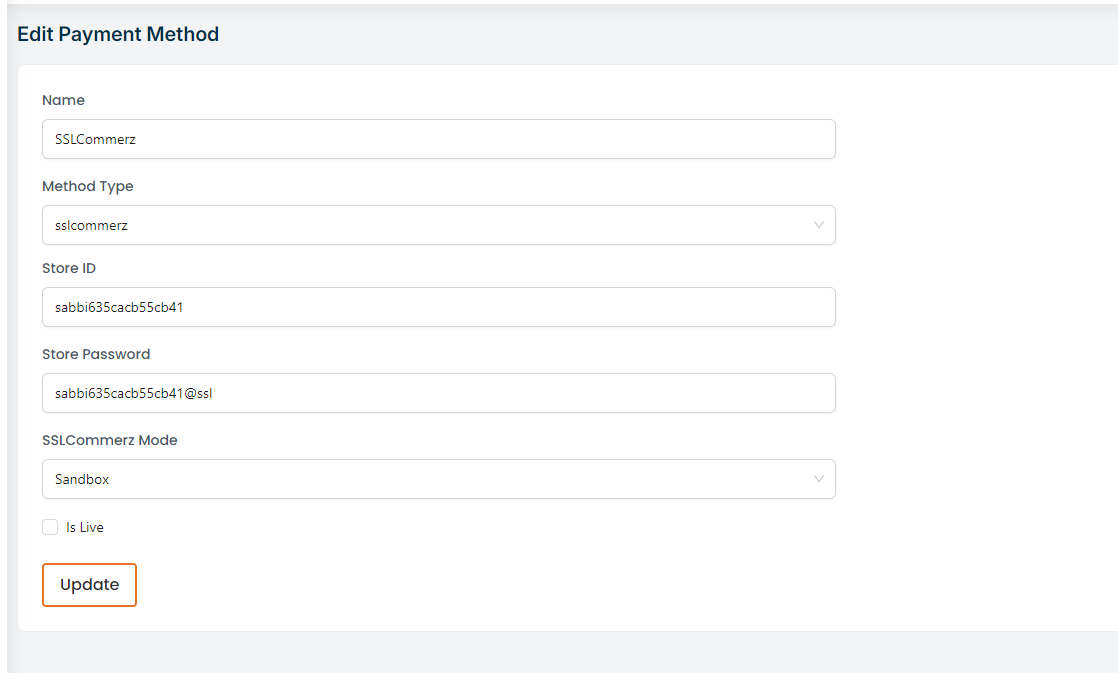 Edit Payment Method
Name
SSLCommerz
Method Type
sslcommerz
Store ID
sabbi635cacb55cb41
Store Password
sabbi635cacb55cb41@ssl
SSLCommerz Mode
Sandbox
Is Live
Update